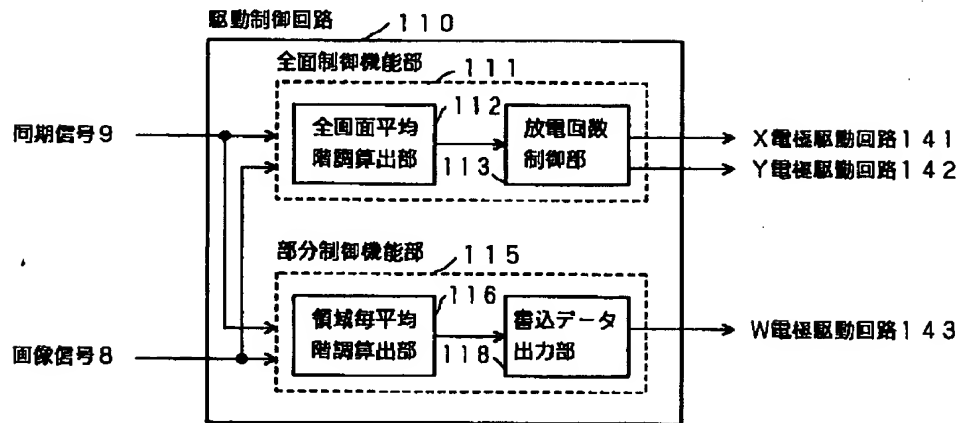 駆動制御回路
110
全面制御機能部
111
同期信号9
全画面平均
階調算出部
112
113
放電回数
制御部
X電極駆動回路141
Y電極駆動回路142
部分制御機能部
115
画像信号8
領域毎平均
階調算出部
116
118
書込データ
出力部
W電極駆動回路143